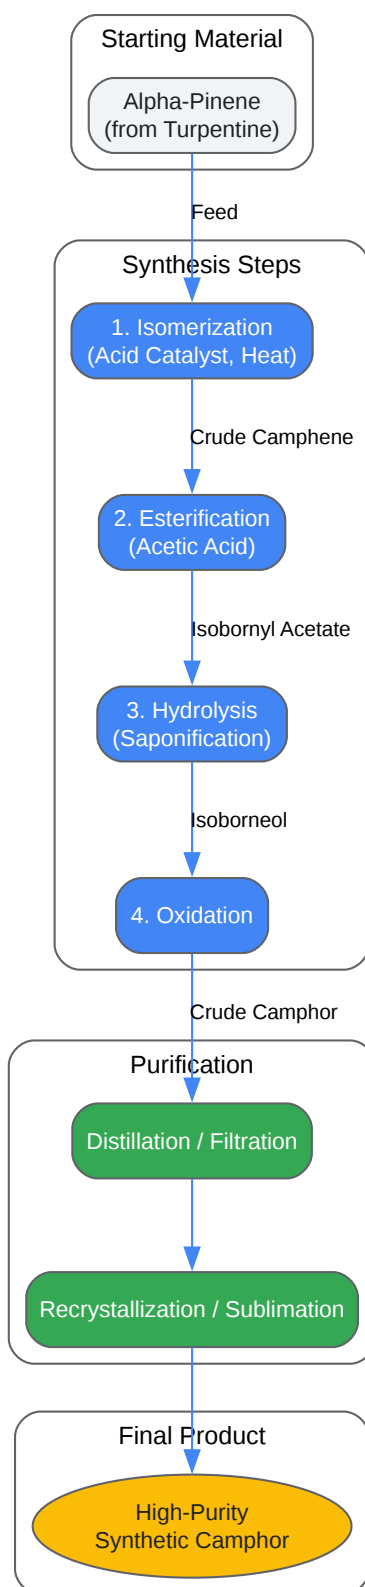 Starting Material
Alpha-Pinene
(from Turpentine)
Feed
Synthesis Steps
1. Isomerization
(Acid Catalyst, Heat)
Crude Camphene
2. Esterification
(Acetic Acid)
Isobornyl Acetate
3. Hydrolysis
(Saponification)
Isoborneol
4. Oxidation
Crude Camphor
Purification
Distillation / Filtration
Recrystallization / Sublimation
Final Product
High-Purity
Synthetic Camphor